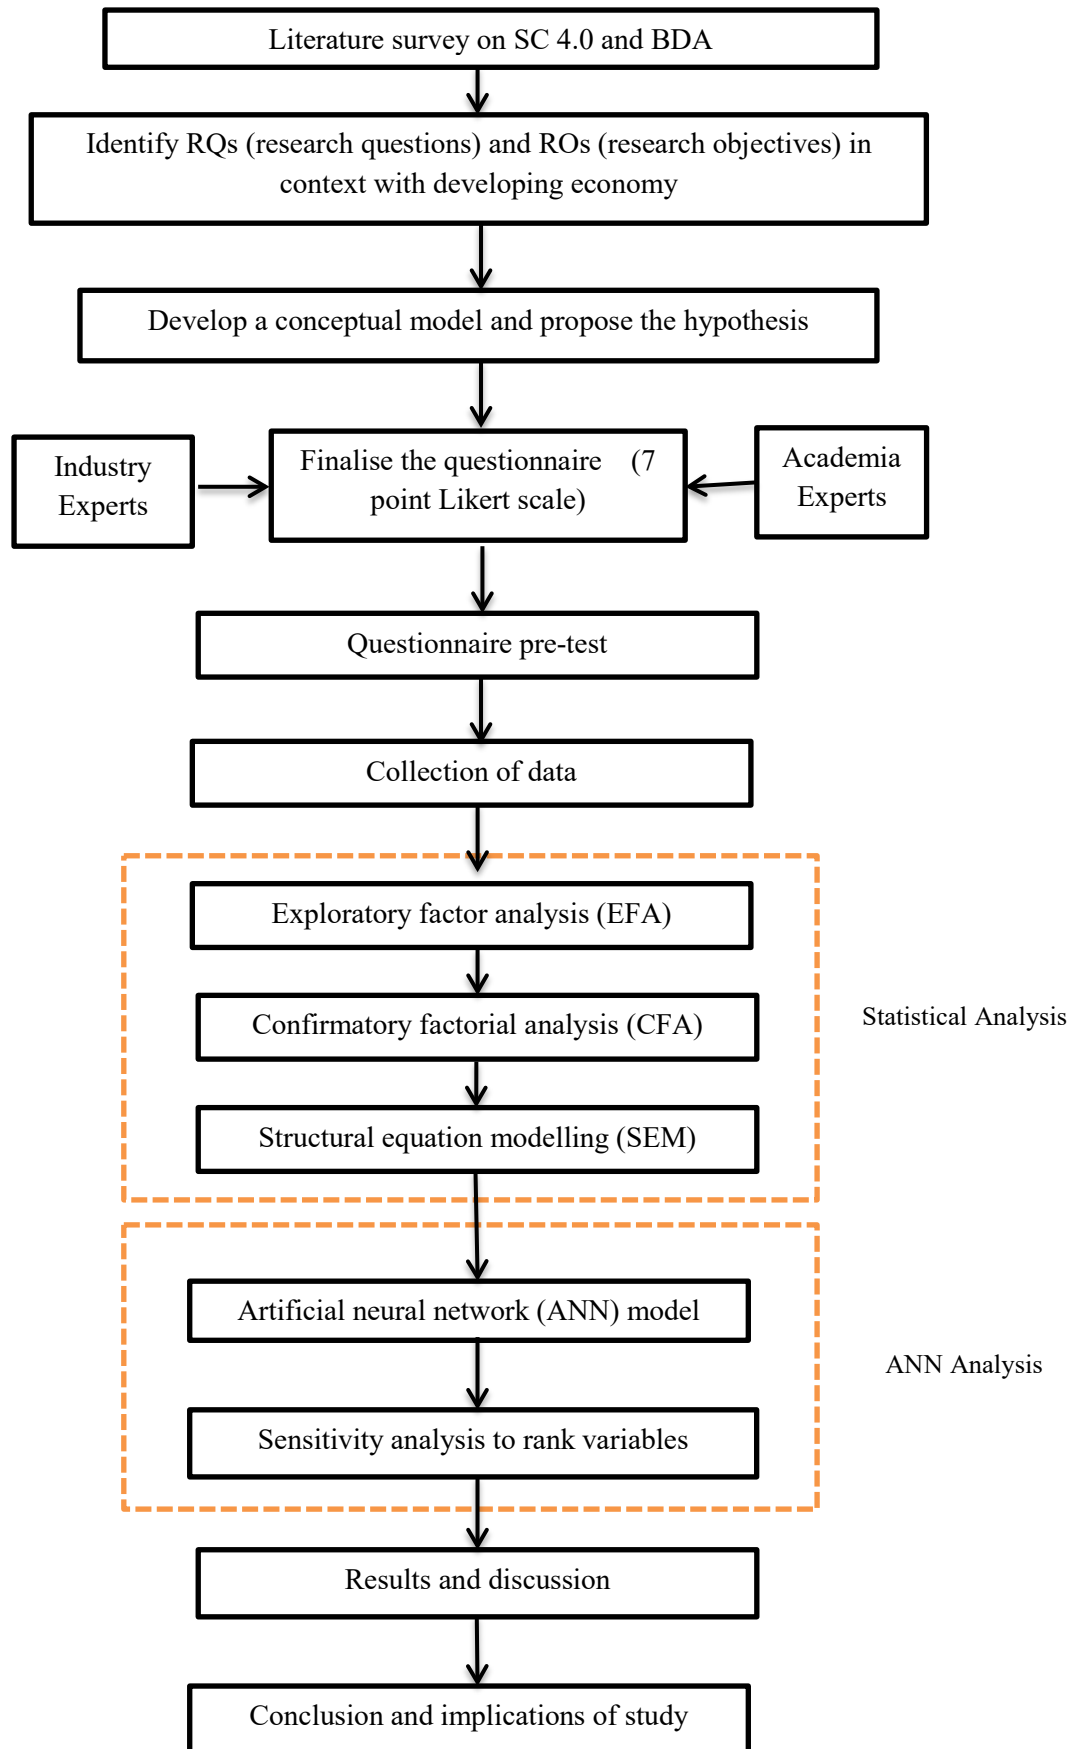 Literature survey on SC 4.0 and BDA
Identify RQs (research questions) and ROs (research objectives) in
context with developing economy
Develop a conceptual model and propose the hypothesis
Industry
Experts
Finalise the questionnaire (7
point Likert scale)
Academia
Experts
Questionnaire pre-test
Collection of data
Exploratory factor analysis (EFA)
Confirmatory factorial analysis (CFA)
Structural equation modelling (SEM)
Statistical Analysis
Artificial neural network (ANN) model
Sensitivity analysis to rank variables
ANN Analysis
Results and discussion
Conclusion and implications of study